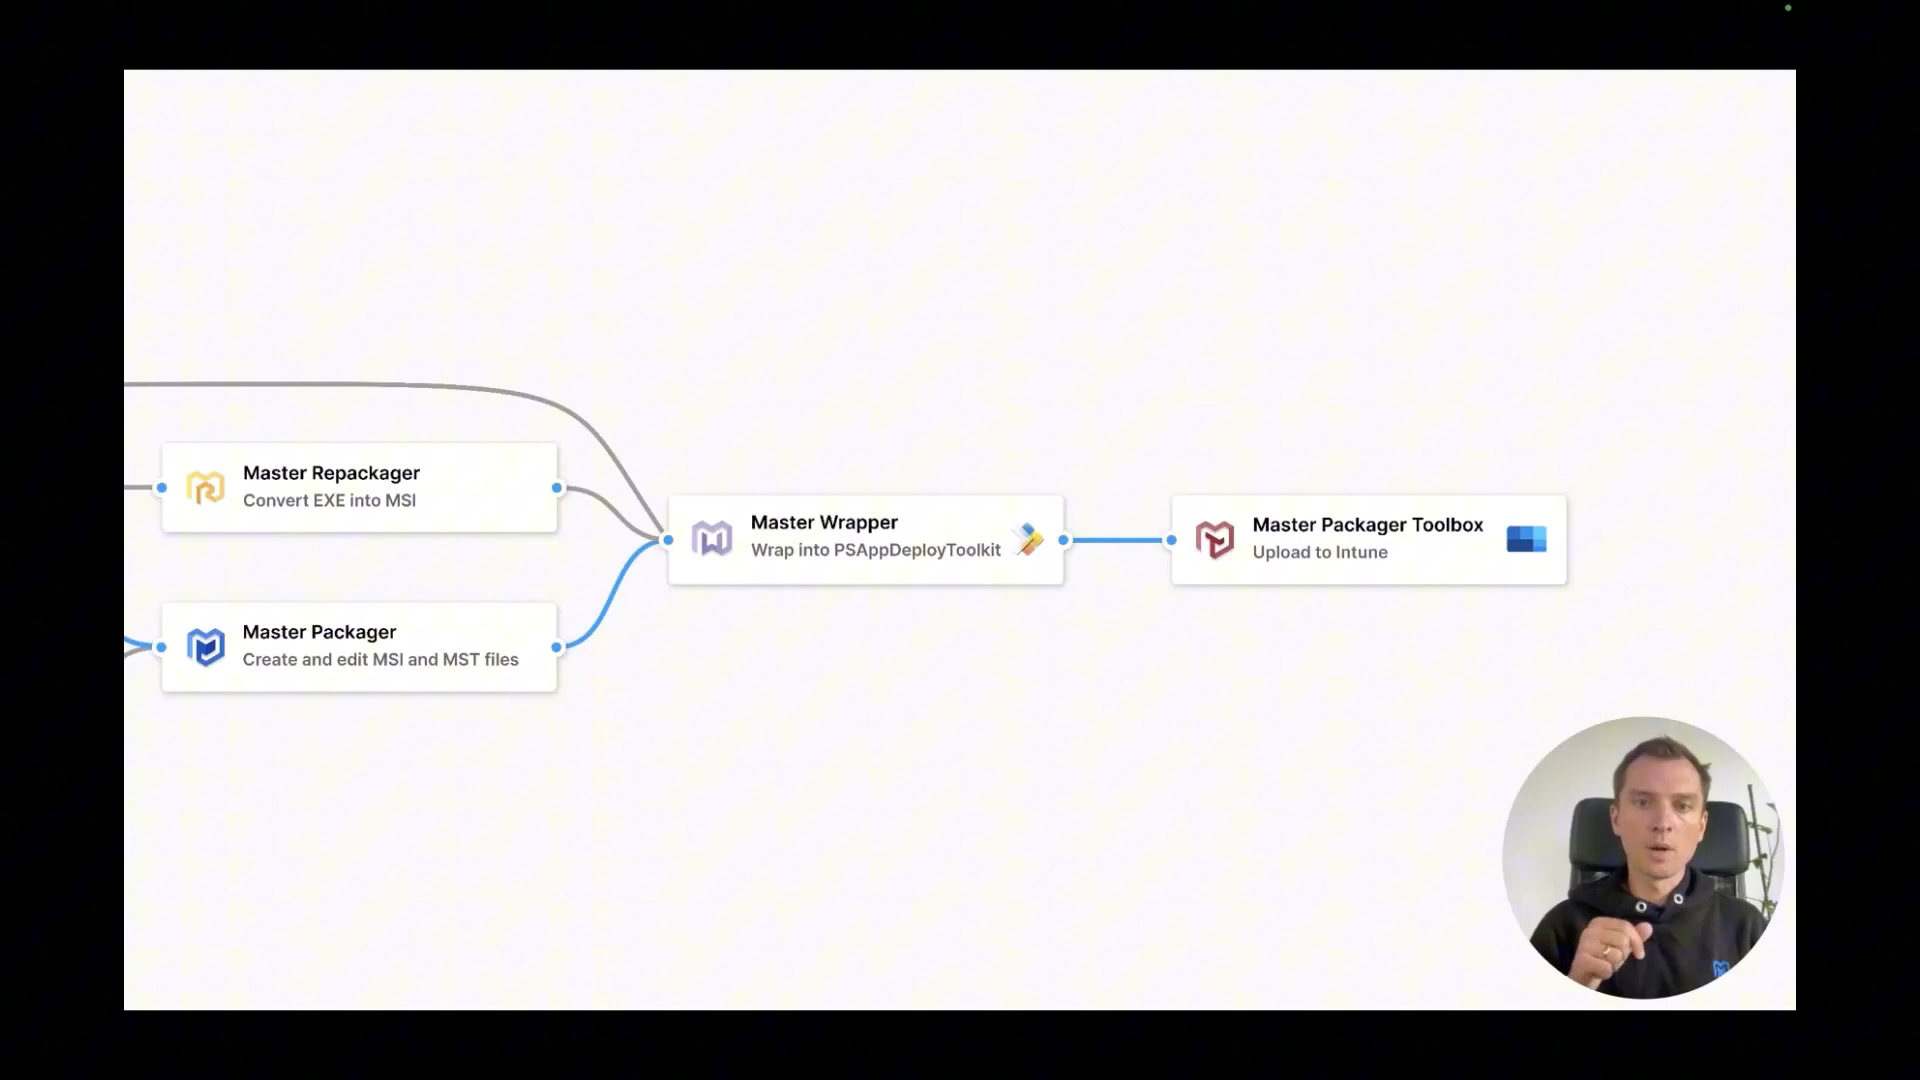 Master Repackager
Convert EXE into MSI
Master Packager
Create and edit MSI and MST files
Master Wrapper
Wrap into PSAppDeployToolkit
Master Packager Toolbox
Upload to Intune